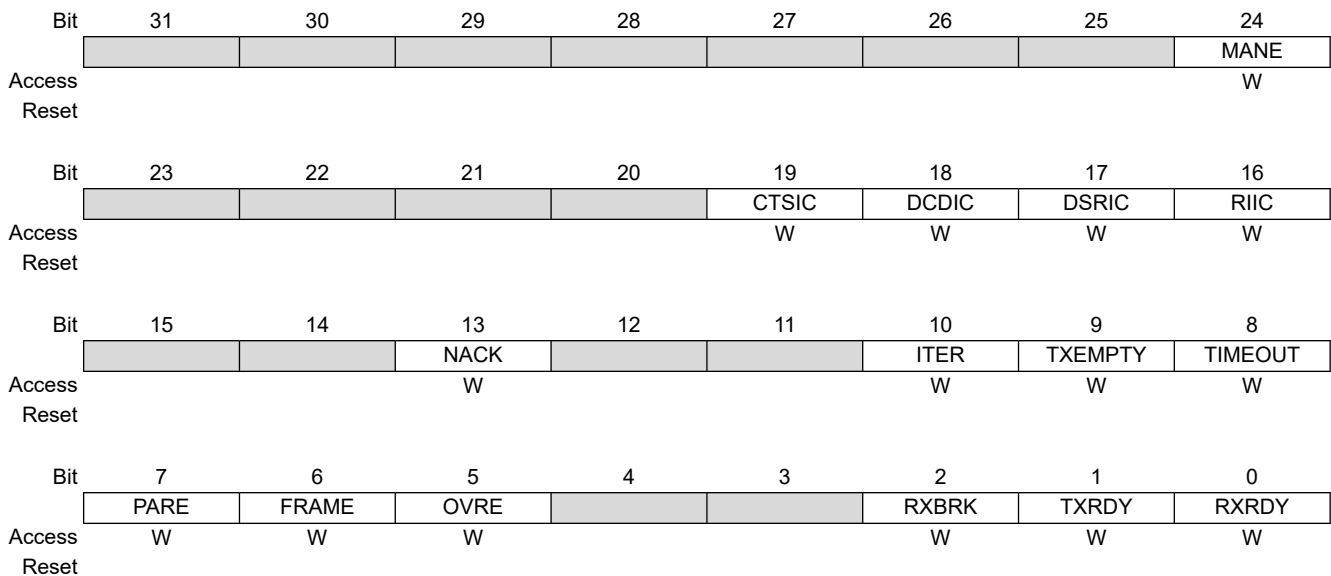 Bit 31 30 29 28 27 26 25 24
MANE
Access W
Reset
Bit 23 22 21 20 19 18 17 16
CTSIC DCDIC DSRIC RIIC
Access W W W W
Reset
Bit 15 14 13 12 11 10 9 8
NACK ITER TXEMPTY TIMEOUT
Access W W W W
Reset
Bit 7 6 5 4 3 2 1 0
PARE FRAME OVRE RXBRK TXRDY RXRDY
Access W W W W W W
Reset